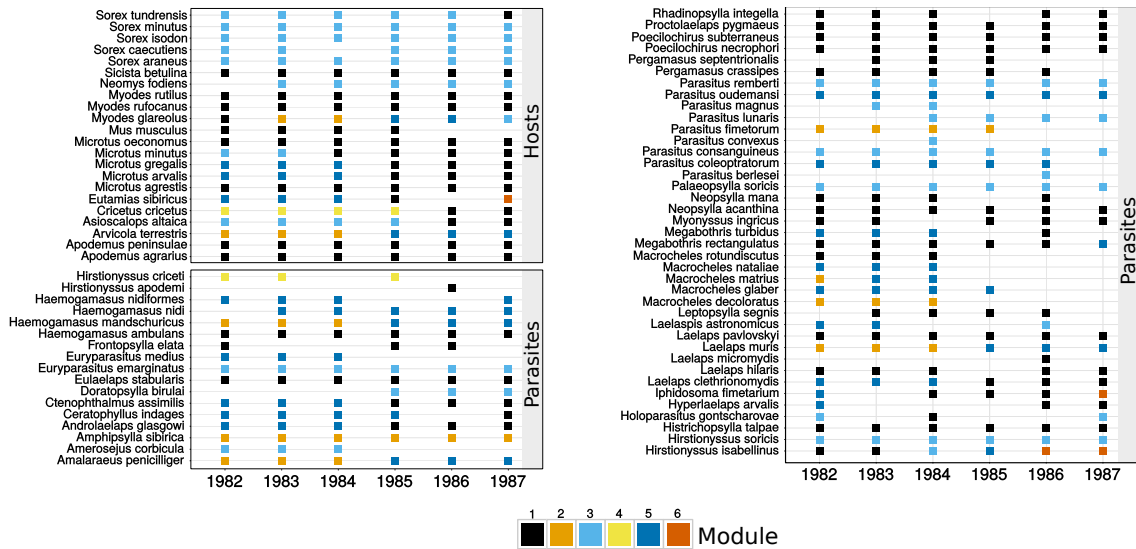 Sorex tundrensis
Sorex minutus
Sorex isodon
Sorex caecutiens
Sorex araneus
Sicista betulina
Neomys fodiens
Myodes rutilus
Myodes rufocanus
Myodes glareolus
Mus musculus
Microtus oeconomus
Microtus minutus
Microtus gregalis
Microtus arvalis
Microtus agrestis
Eutamias sibiricus
Cricetus cricetus
Asioscalops altaica
Arvicola terrestris
Apodemus peninsulae
Apodemus agrarius
Hosts
Hirstionyssus criceti
Hirstionyssus apodemi
Haemogamasus nidiformes
Haemogamasus nidi
Haemogamasus mandschuricus
Haemogamasus ambulans
Frontopsylla elata
Euryparasitus medius
Euryparasitus emarginatus
Eulaelaps stabularis
Doratopsylla birulai
Ctenophthalmus assimilis
Ceratophyllus indages
Androlaelaps glasgowi
Amphipsylla sibirica
Amerosejus corbicula
Amalaraeus penicilliger
Parasites
1982 1983 1984 1985 1986 1987
Rhadinopsylla integella
Proctolaelaps pygmaeus
Poecilochirus subterraneus
Poecilochirus necrophori
Pergamasus septentrionalis
Pergamasus crassipes
Parasitus remberti
Parasitus oudemansi
Parasitus magnus
Parasitus lunaris
Parasitus fimetorum
Parasitus convexus
Parasitus consanguineus
Parasitus coleoptratorum
Parasitus berlesei
Palaeopsylla soricis
Neopsylla mana
Neopsylla acanthina
Myonyssus ingricus
Megabothris turbidus
Megabothris rectangulatus
Macrocheles rotundiscutus
Macrocheles nataliae
Macrocheles matrius
Macrocheles glaber
Macrocheles decoloratus
Leptopsylla segnis
Laelaspis astronomicus
Laelaps pavlovskyi
Laelaps muris
Laelaps micromydis
Laelaps hilaris
Laelaps clethrionomydis
Iphidosoma fimetarium
Hyperlaelaps arvalis
Holoparasitus gontscharovae
Histrichopsylla talpae
Hirstionyssus soricis
Hirstionyssus isabellinus
Parasites
1982 1983 1984 1985 1986 1987
1 2 3 4 5 6
Module